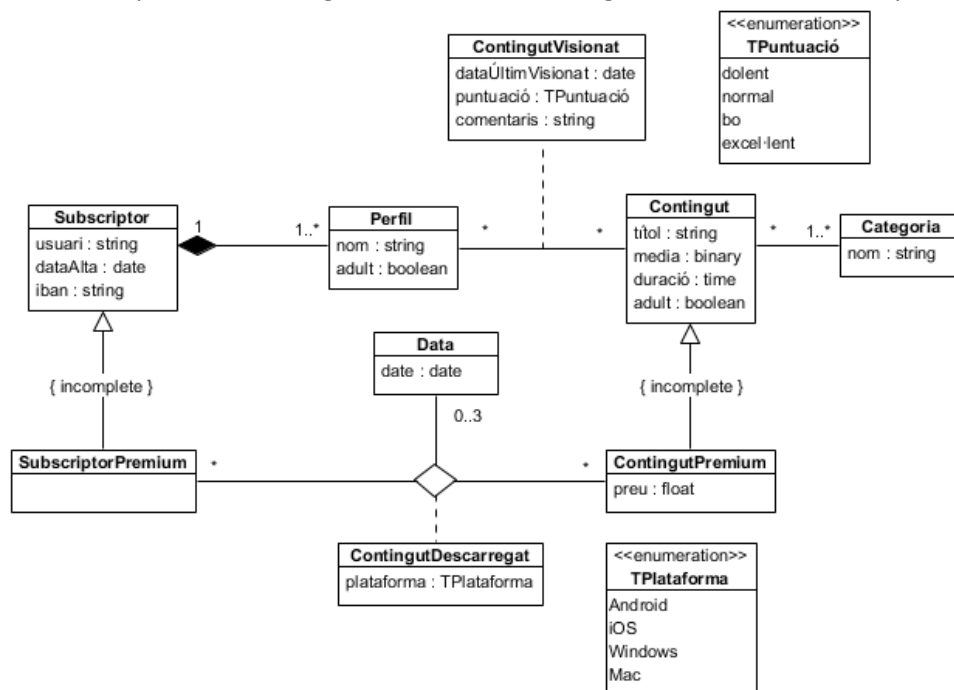 <<enumeration>>
TPuntuació
dolent
normal
bo
excel·lent
ContingutVisionat
dataÚltimVisionat : date
puntuació : TPuntuació
comentaris : string
Subscriptor
usuari : string
dataAlta : date
iban : string
1
1..*
Perfil
nom : string
adult : boolean
*
*
Contingut
títol : string
media : binary
duració : time
adult : boolean
*
1..*
Categoria
nom : string
{ incomplete }
Data
date : date
0..3
{ incomplete }
SubscriptorPremium
*
*
ContingutPremium
preu : float
ContingutDescarregat
plataforma : TPlataforma
<<enumeration>>
TPlataforma
Android
iOS
Windows
Mac